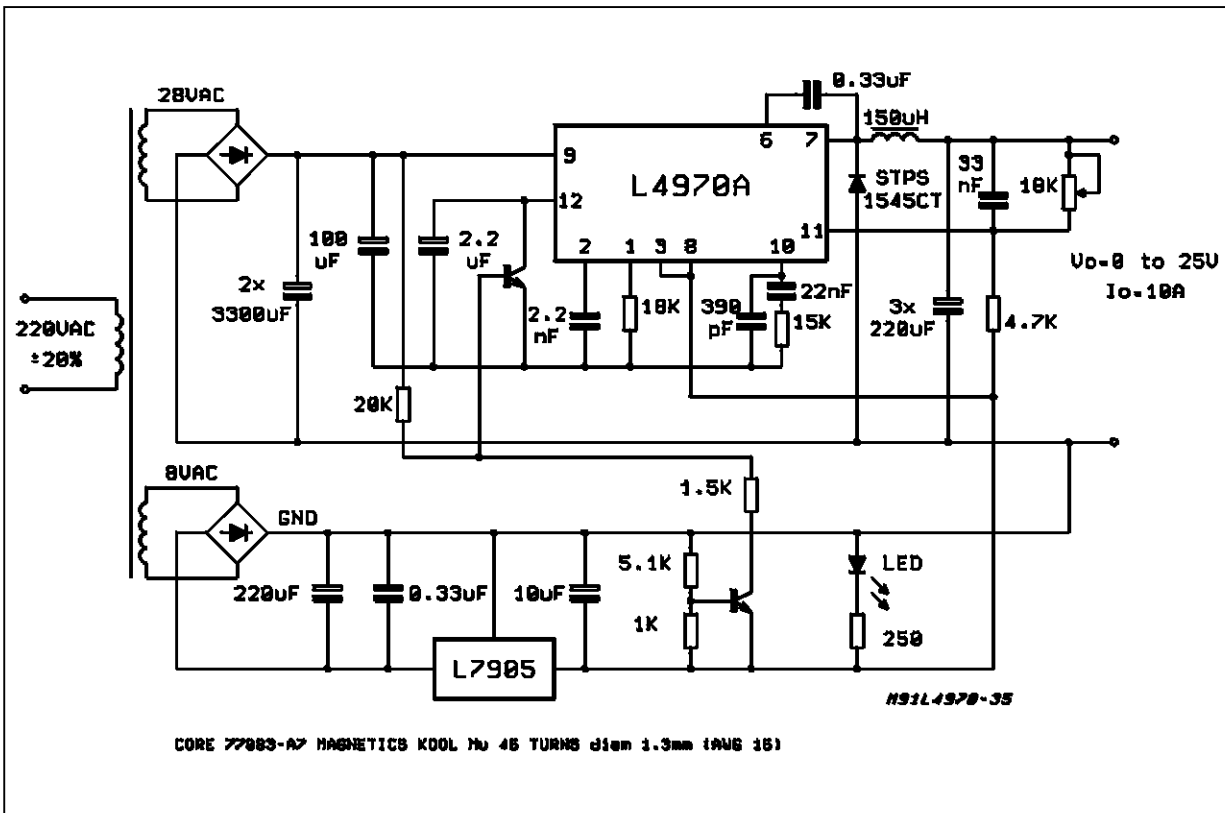 28VAC
0.33uF
150uH
6
7
9
L4970A
12
11
2
1
3
8
10
STPS
1545CT
33
nF
10K
100
uF
2.2
uF
2x
3300uF
2.2
nF
18K
390
pF
22nF
15K
3x
220uF
4.7K
Vo=0 to 25V
Io=10A
220VAC
±20%
20K
8VAC
GND
1.5K
220uF
0.33uF
10uF
5.1K
1K
LED
250
L7905
M91L4970-35
CORE 77083-A7 MAGNETICS KOOL Mu 46 TURNS diam 1.3mm (AWG 16)